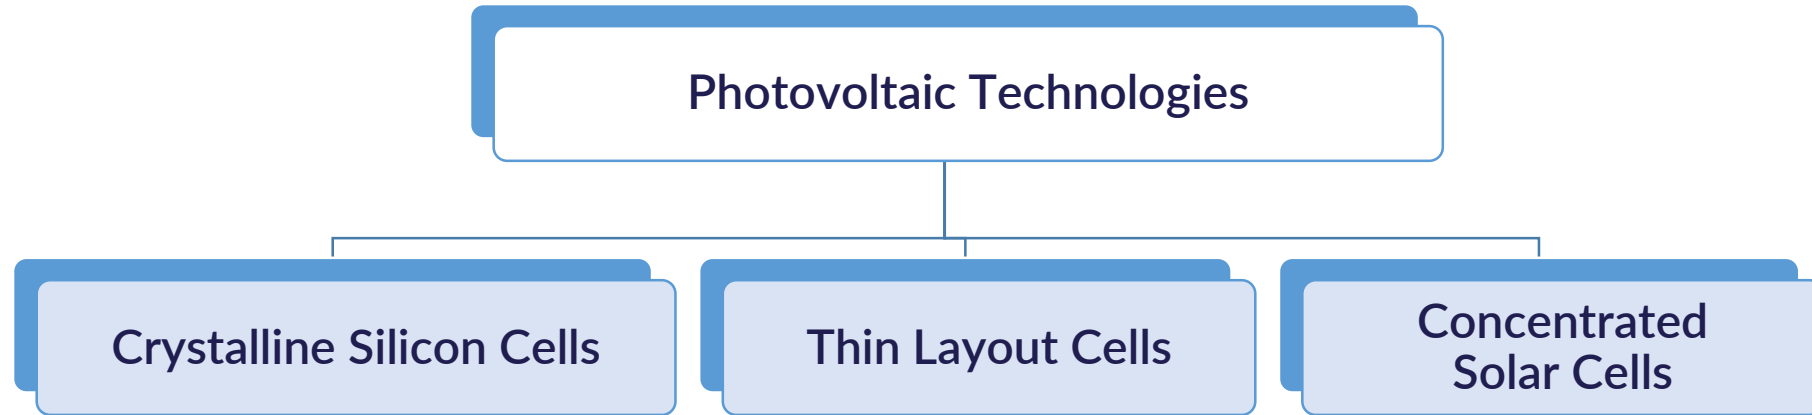 Photovoltaic Technologies
Crystalline Silicon Cells
Thin Layout Cells
Concentrated
Solar Cells